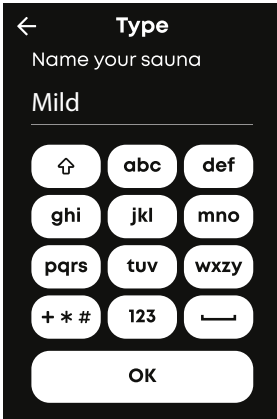 Type
Name your sauna
Mild
abc def
ghi jkl mno
pqrs tuv wxzy
+ * # 123
OK